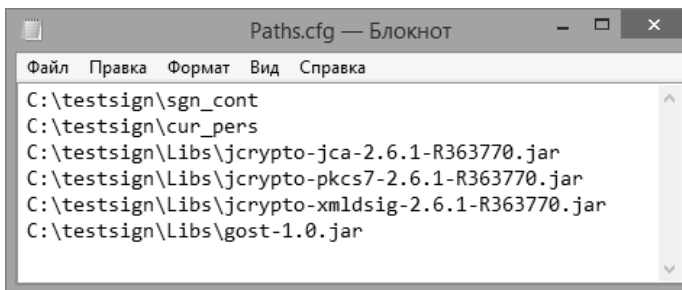 Paths.cfg — Блокнот
Файл Правка Формат Вид Справка
C:\testsign\sgn_cont
C:\testsign\cur_pers
C:\testsign\Libs\jcrypto-jca-2.6.1-R363770.jar
C:\testsign\Libs\jcrypto-pkcs7-2.6.1-R363770.jar
C:\testsign\Libs\jcrypto-xmldsig-2.6.1-R363770.jar
C:\testsign\Libs\gost-1.0.jar